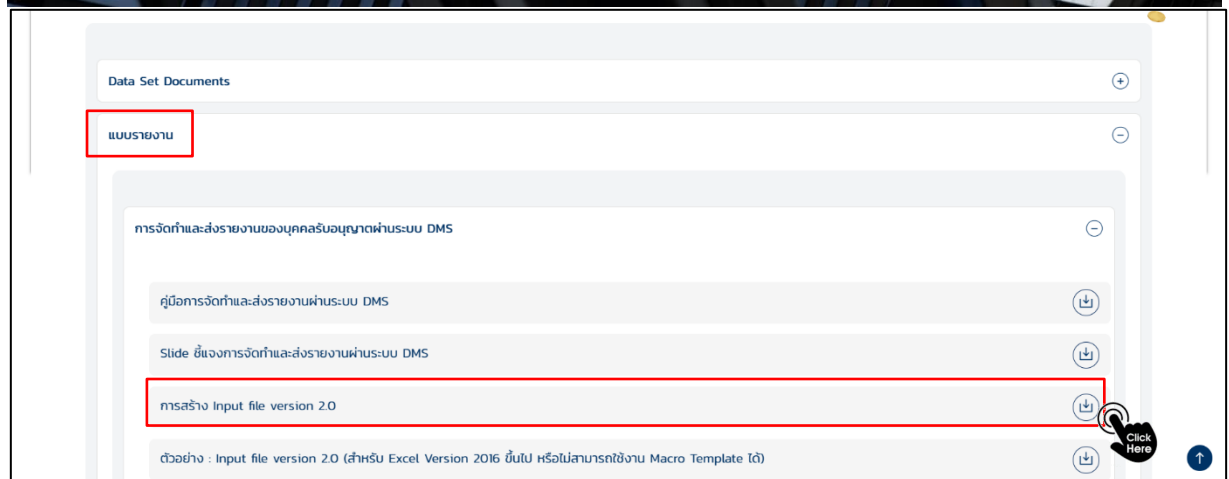 Data Set Documents
แบบรายงาน
การจัดทำและส่งรายงานของบุคคลรับอนุญาตผ่านระบบ DMS
คู่มือการจัดทำและส่งรายงานผ่านระบบ DMS
Slide ชี้แจงการจัดทำและส่งรายงานผ่านระบบ DMS
การสร้าง Input file version 2.0
Click
Here
ตัวอย่าง : Input file version 2.0 (สำหรับ Excel Version 2016 ขึ้นไป หรือไม่สามารถใช้งาน Macro Template ได้)